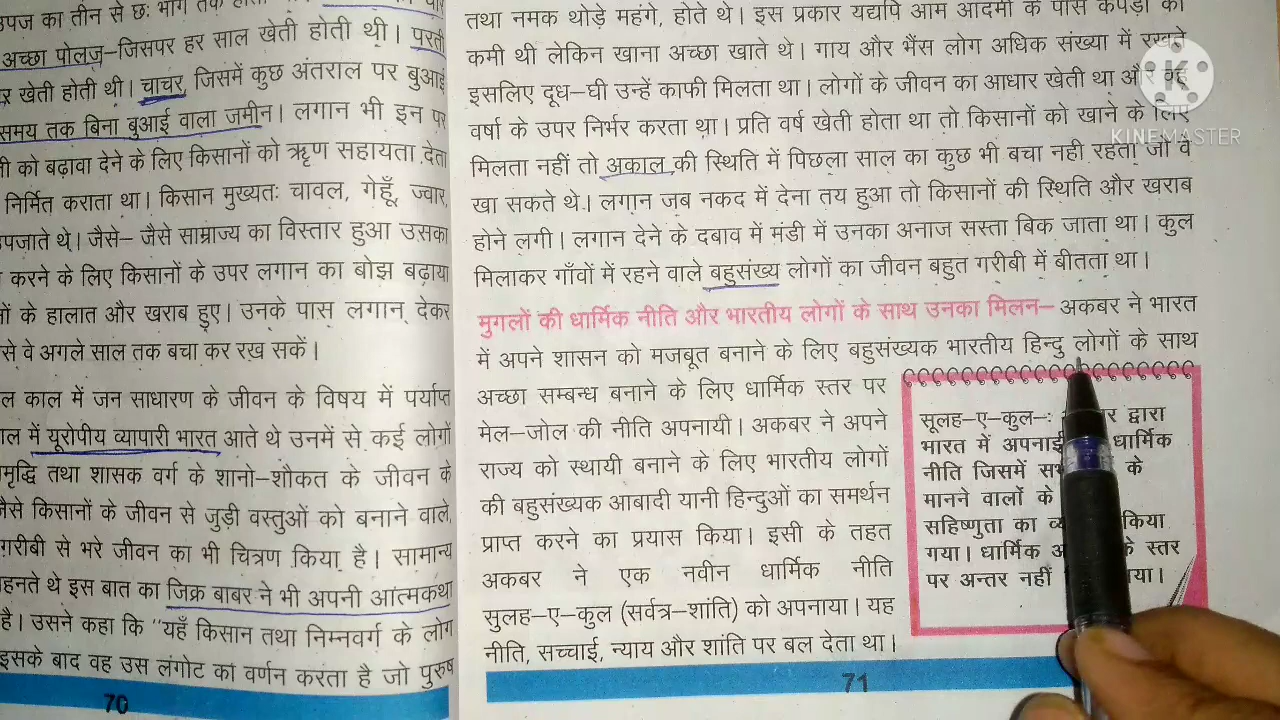 उपज का तीन से छः भाग तक
अच्छा पोलज–जिसपर हर साल खेती होती थी। परती
खेती होती थी। चाचर, जिसमें कुछ अंतराल पर बुआई
समय तक बिना बुआई वाला जमीन। लगान भी इन पर
को बढ़ावा देने के लिए किसानों को ऋृण सहायता देता
निर्मित कराता था। किसान मुख्यतः चावल, गेहूँ, ज्वार,
उपजाते थे। जैसे– जैसे साम्राज्य का विस्तार हुआ उसका
करने के लिए किसानों के उपर लगान का बोझ बढ़ाया
के हालात और खराब हुए। उनके पास लगान देकर
से वे अगले साल तक बचा कर रख सकें।
काल में जन साधारण के जीवन के विषय में पर्याप्त
में यूरोपीय व्यापारी भारत आते थे उनमें से कई लोगों
तथा शासक वर्ग के शानो–शौकत के जीवन के
जैसे किसानों के जीवन से जुड़ी वस्तुओं को बनाने वाले,
ग़रीबी से भरे जीवन का भी चित्रण किया है। सामान्य
पहनते थे इस बात का जिक्र बाबर ने भी अपनी आत्मकथा
है। उसने कहा कि "यहाँ किसान तथा निम्नवर्ग के लोग
इसके बाद वह उस लंगोट का वर्णन करता है जो पुरुष
70
तथा नमक थोड़े महंगे, होते थे। इस प्रकार यद्यपि आम आदमी के पास कपड़ों की
कमी थी लेकिन खाना अच्छा खाते थे। गाय और भैंस लोग अधिक संख्या में रखते
इसलिए दूध–घी उन्हें काफी मिलता था। लोगों के जीवन का आधार खेती था और वह
वर्षा के उपर निर्भर करता था। प्रति वर्ष खेती होता था तो किसानों को खाने के लिए
मिलता नहीं तो अकाल की स्थिति में पिछला साल का कुछ भी बचा नही रहता जो वे
खा सकते थे। लगान जब नकद में देना तय हुआ तो किसानों की स्थिति और खराब
होने लगी। लगान देने के दबाव में मंडी में उनका अनाज सस्ता बिक जाता था। कुल
मिलाकर गाँवों में रहने वाले बहुसंख्य लोगों का जीवन बहुत गरीबी में बीतता था।
मुगलों की धार्मिक नीति और भारतीय लोगों के साथ उनका मिलन– अकबर ने भारत
में अपने शासन को मजबूत बनाने के लिए बहुसंख्यक भारतीय हिन्दु लोगों के साथ
अच्छा सम्बन्ध बनाने के लिए धार्मिक स्तर पर
मेल–जोल की नीति अपनायी। अकबर ने अपने
राज्य को स्थायी बनाने के लिए भारतीय लोगों
की बहुसंख्यक आबादी यानी हिन्दुओं का समर्थन
प्राप्त करने का प्रयास किया। इसी के तहत
अकबर ने एक नवीन धार्मिक नीति
सुलह–ए–कुल (सर्वत्र–शांति) को अपनाया। यह
नीति, सच्चाई, न्याय और शांति पर बल देता था।
सूलह–ए–कुल–: द्वारा
भारत में धार्मिक
नीति जिसमें के
मानने वालों के
सहिष्णुता का किया
गया। धार्मिक के स्तर
पर अन्तर नहीं
71
KINEMASTER